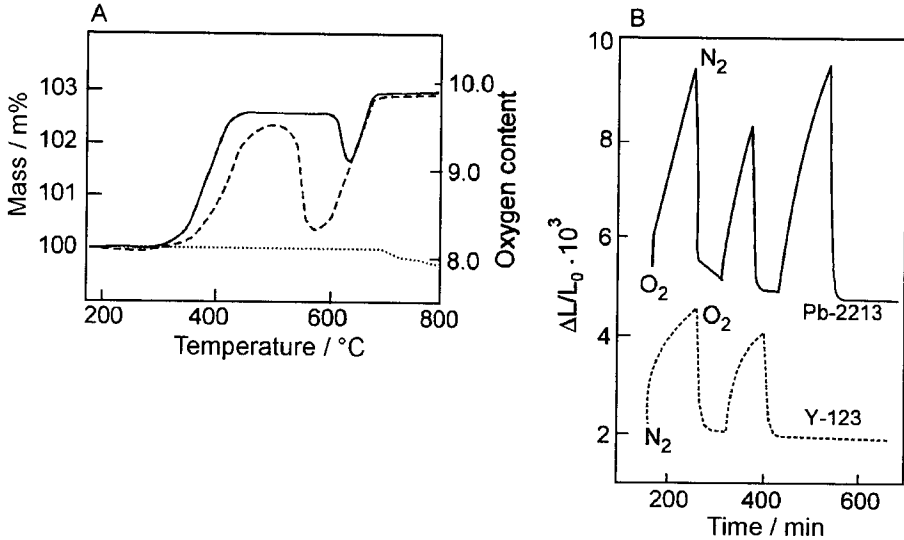 A
103
102
101
100
Mass / m%
10.0
9.0
8.0
Oxygen content
200 400 600 800
Temperature / °C
B
10
8
6
4
2
ΔL/L₀ · 10³
N₂
O₂
Pb-2213
O₂
Y-123
N₂
200 400 600
Time / min